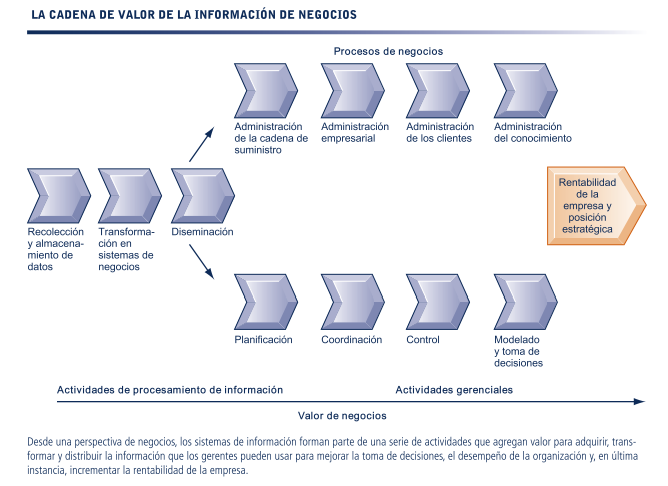 LA CADENA DE VALOR DE LA INFORMACIÓN DE NEGOCIOS
Procesos de negocios
Administración
de la cadena de
suministro
Administración
empresarial
Administración
de los clientes
Administración
del conocimiento
Recolección
y almacena-
miento de
datos
Transforma-
ción en
sistemas de
negocios
Diseminación
Rentabilidad
de la
empresa y
posición
estratégica
Planificación
Coordinación
Control
Modelado
y toma de
decisiones
Actividades de procesamiento de información
Actividades gerenciales
Valor de negocios
Desde una perspectiva de negocios, los sistemas de información forman parte de una serie de actividades que agregan valor para adquirir, trans-
formar y distribuir la información que los gerentes pueden usar para mejorar la toma de decisiones, el desempeño de la organización y, en última
instancia, incrementar la rentabilidad de la empresa.